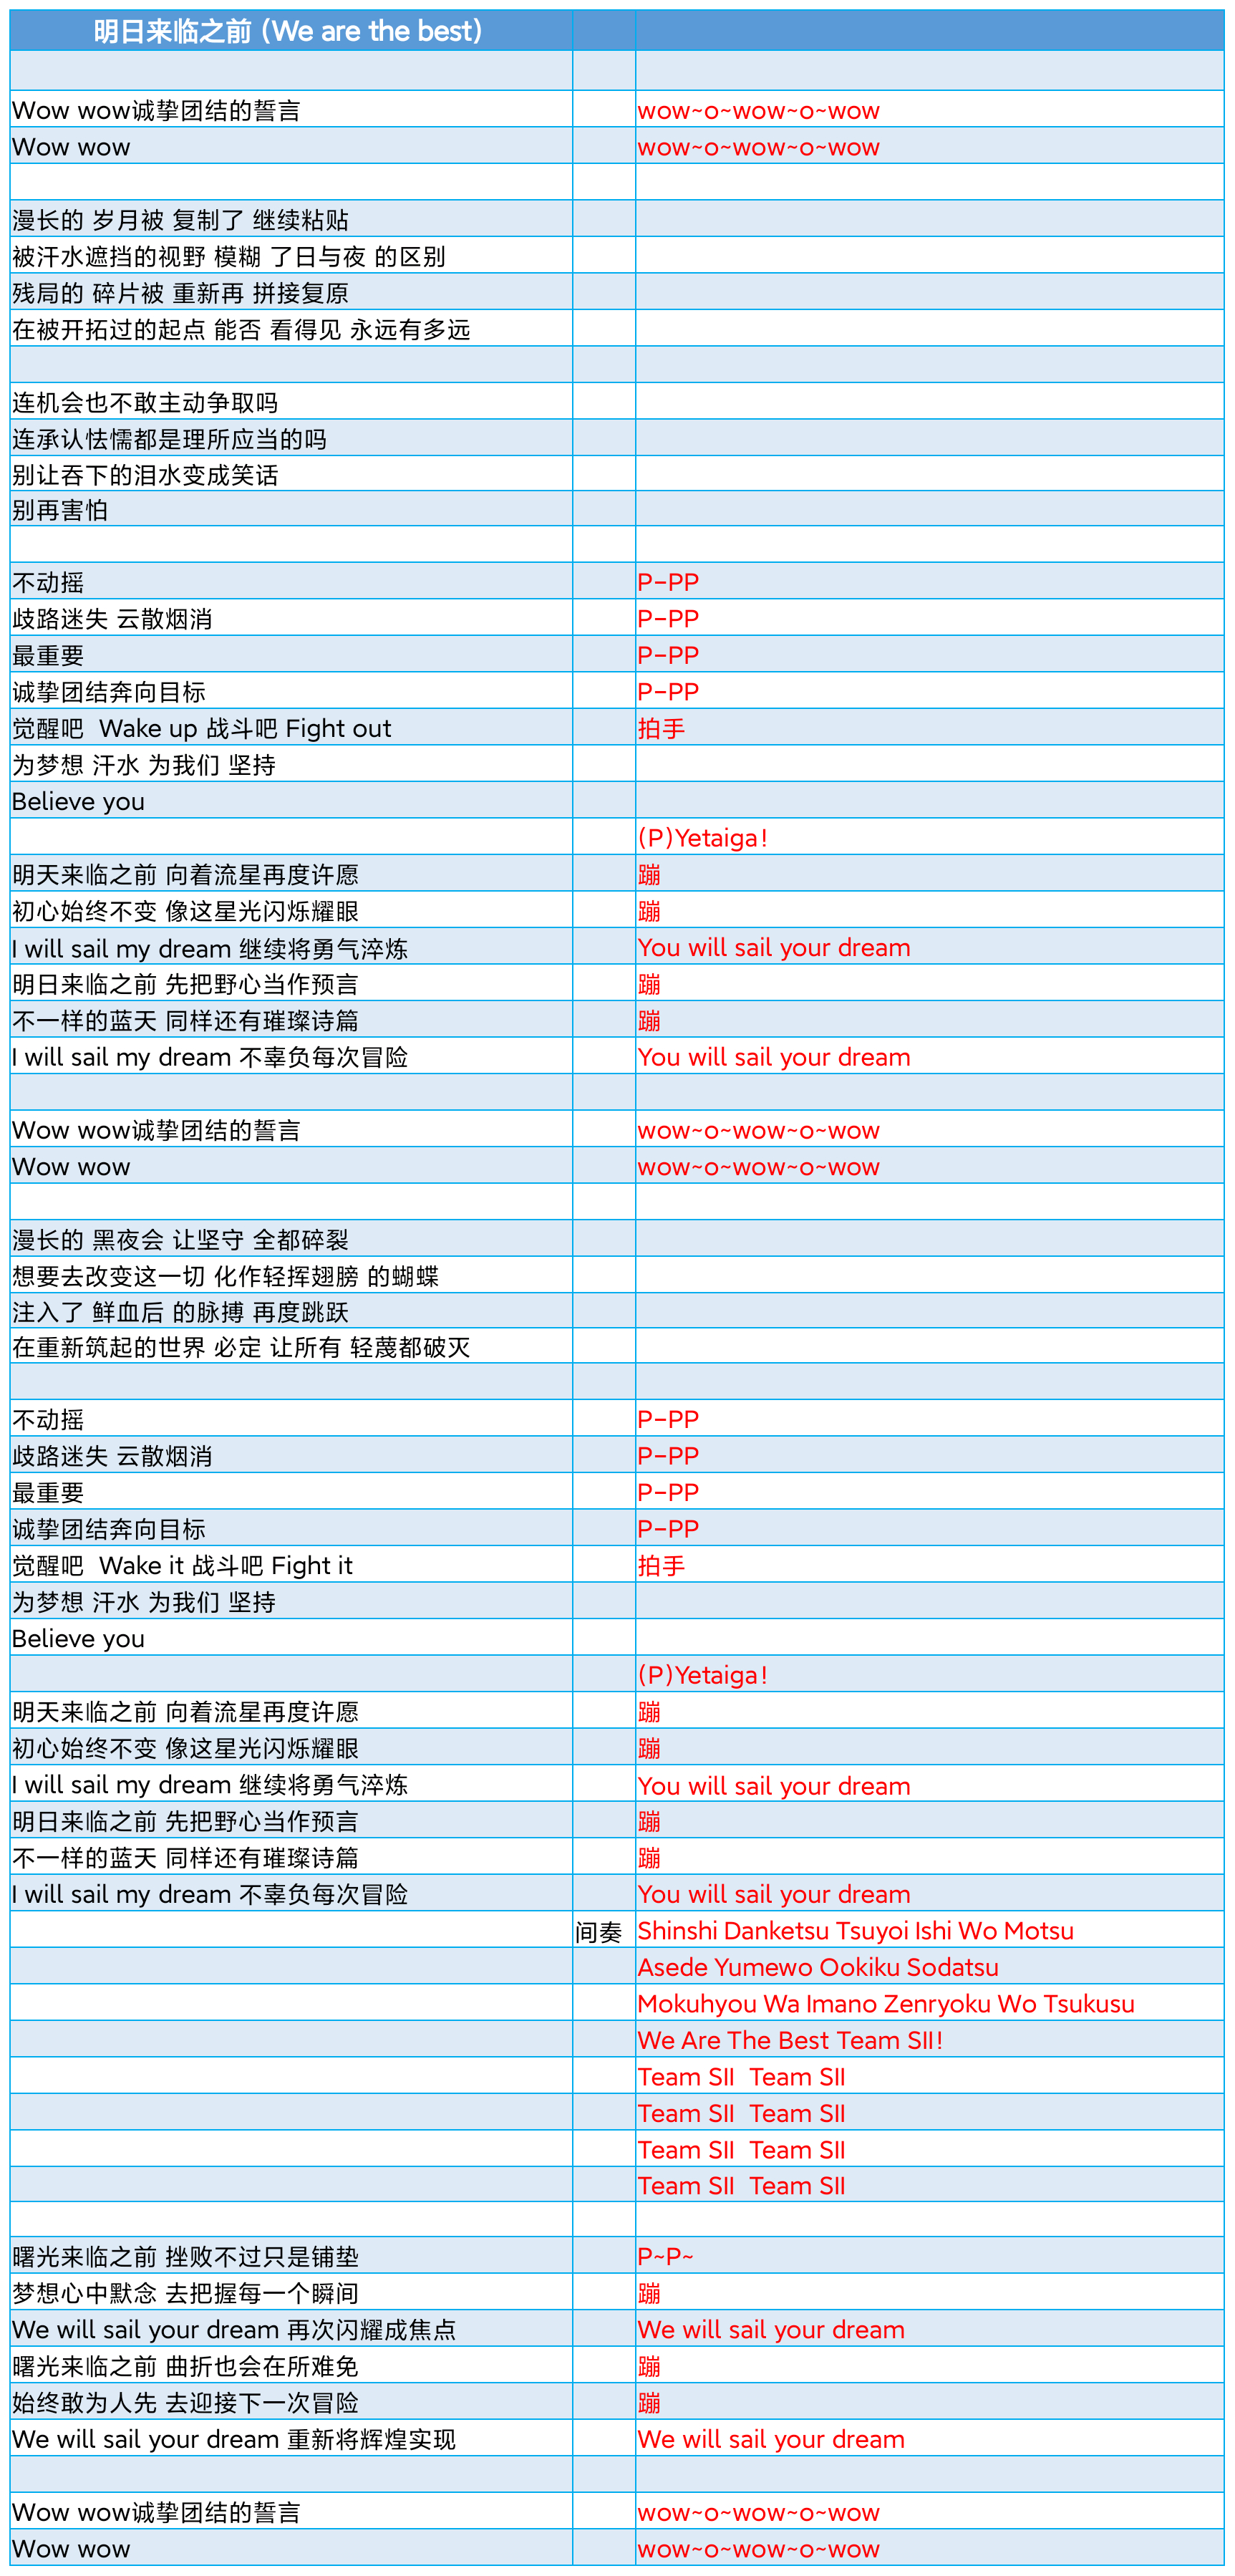 明日来临之前 (We are the best)
Wow wow诚挚团结的誓言 wow~o~wow~o~wow
Wow wow wow~o~wow~o~wow
漫长的 岁月被 复制了 继续粘贴
被汗水遮挡的视野 模糊 了日与夜 的区别
残局的 碎片被 重新再 拼接复原
在被开拓过的起点 能否 看得见 永远有多远
连机会也不敢主动争取吗
连承认怯懦都是理所应当的吗
别让吞下的泪水变成笑话
别再害怕
不动摇 P-PP
歧路迷失 云散烟消 P-PP
最重要 P-PP
诚挚团结奔向目标 P-PP
觉醒吧 Wake up 战斗吧 Fight out 拍手
为梦想 汗水 为我们 坚持
Believe you
(P)Yetaiga!
明天来临之前 向着流星再度许愿 蹦
初心始终不变 像这星光闪烁耀眼 蹦
I will sail my dream 继续将勇气淬炼 You will sail your dream
明日来临之前 先把野心当作预言 蹦
不一样的蓝天 同样还有璀璨诗篇 蹦
I will sail my dream 不辜负每次冒险 You will sail your dream
Wow wow诚挚团结的誓言 wow~o~wow~o~wow
Wow wow wow~o~wow~o~wow
漫长的 黑夜会 让坚守 全都碎裂
想要去改变这一切 化作轻挥翅膀 的蝴蝶
注入了 鲜血后 的脉搏 再度跳跃
在重新筑起的世界 必定 让所有 轻蔑都破灭
不动摇 P-PP
歧路迷失 云散烟消 P-PP
最重要 P-PP
诚挚团结奔向目标 P-PP
觉醒吧 Wake it 战斗吧 Fight it 拍手
为梦想 汗水 为我们 坚持
Believe you
(P)Yetaiga!
明天来临之前 向着流星再度许愿 蹦
初心始终不变 像这星光闪烁耀眼 蹦
I will sail my dream 继续将勇气淬炼 You will sail your dream
明日来临之前 先把野心当作预言 蹦
不一样的蓝天 同样还有璀璨诗篇 蹦
I will sail my dream 不辜负每次冒险 You will sail your dream
间奏 Shinshi Danketsu Tsuyoi Ishi Wo Motsu
Asede Yumewo Ookiku Sodatsu
Mokuhyou Wa Imano Zenryoku Wo Tsukusu
We Are The Best Team SII!
Team SII Team SII
Team SII Team SII
Team SII Team SII
Team SII Team SII
曙光来临之前 挫败不过只是铺垫 P~P~
梦想心中默念 去把握每一个瞬间 蹦
We will sail your dream 再次闪耀成焦点 We will sail your dream
曙光来临之前 曲折也会在所难免 蹦
始终敢为人先 去迎接下一次冒险 蹦
We will sail your dream 重新将辉煌实现 We will sail your dream
Wow wow诚挚团结的誓言 wow~o~wow~o~wow
Wow wow wow~o~wow~o~wow